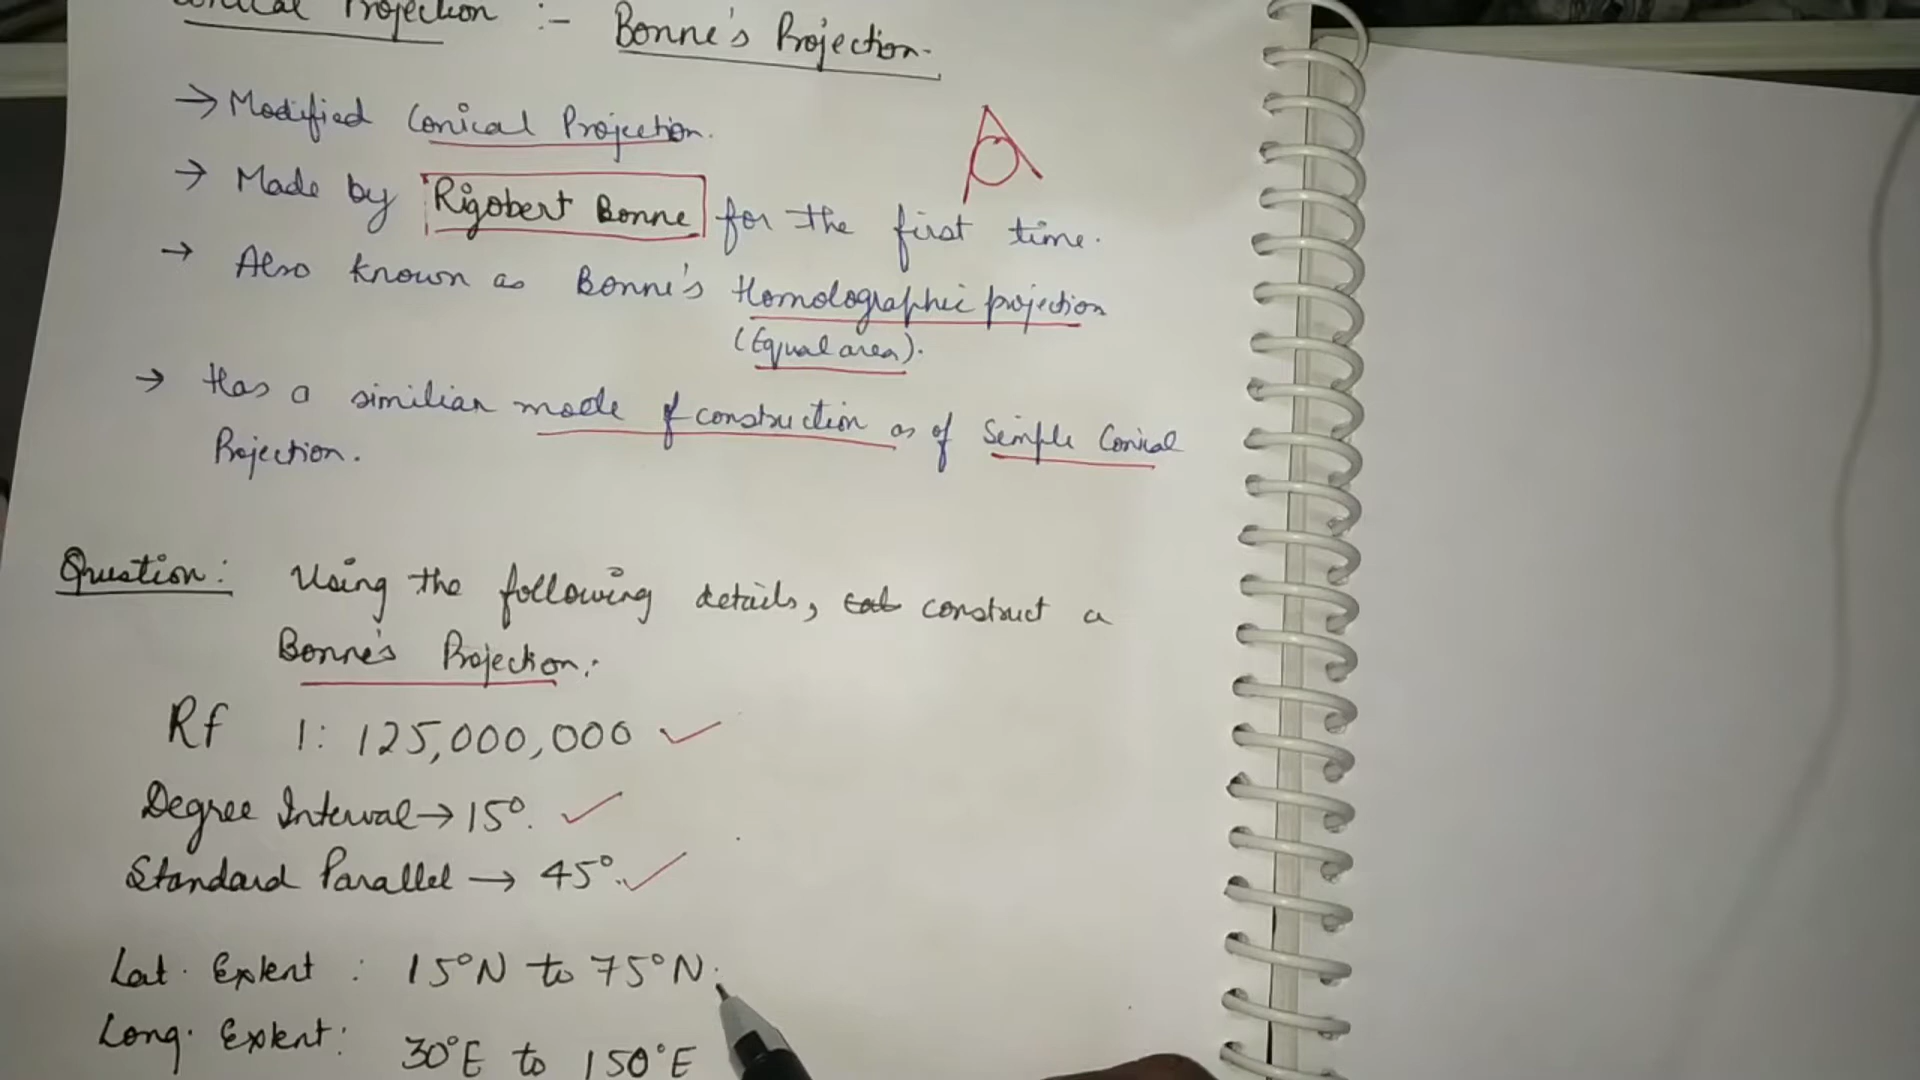 Conical Projection :- Bonne's Projection.
→ Modified Conical Projection.
→ Made by Rigobert Bonne for the first time.
→ Also known as Bonne's Homolographic projection
(Equal area).
→ Has a similiar mode of construction as of Simple Conical
Projection.
Question: Using the following details, construct a
Bonne's Projection:
Rf 1: 125,000,000 ✓
Degree Interval → 15°. ✓
Standard Parallel → 45°. ✓
Lat. Extent : 15°N to 75°N.
Long. Extent: 30°E to 150°E